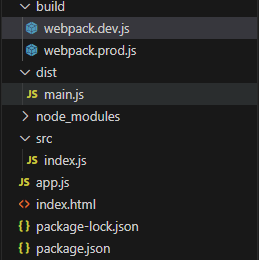 build
webpack.dev.js
webpack.prod.js
dist
JS main.js
node_modules
src
JS index.js
JS app.js
<> index.html
{} package-lock.json
{} package.json